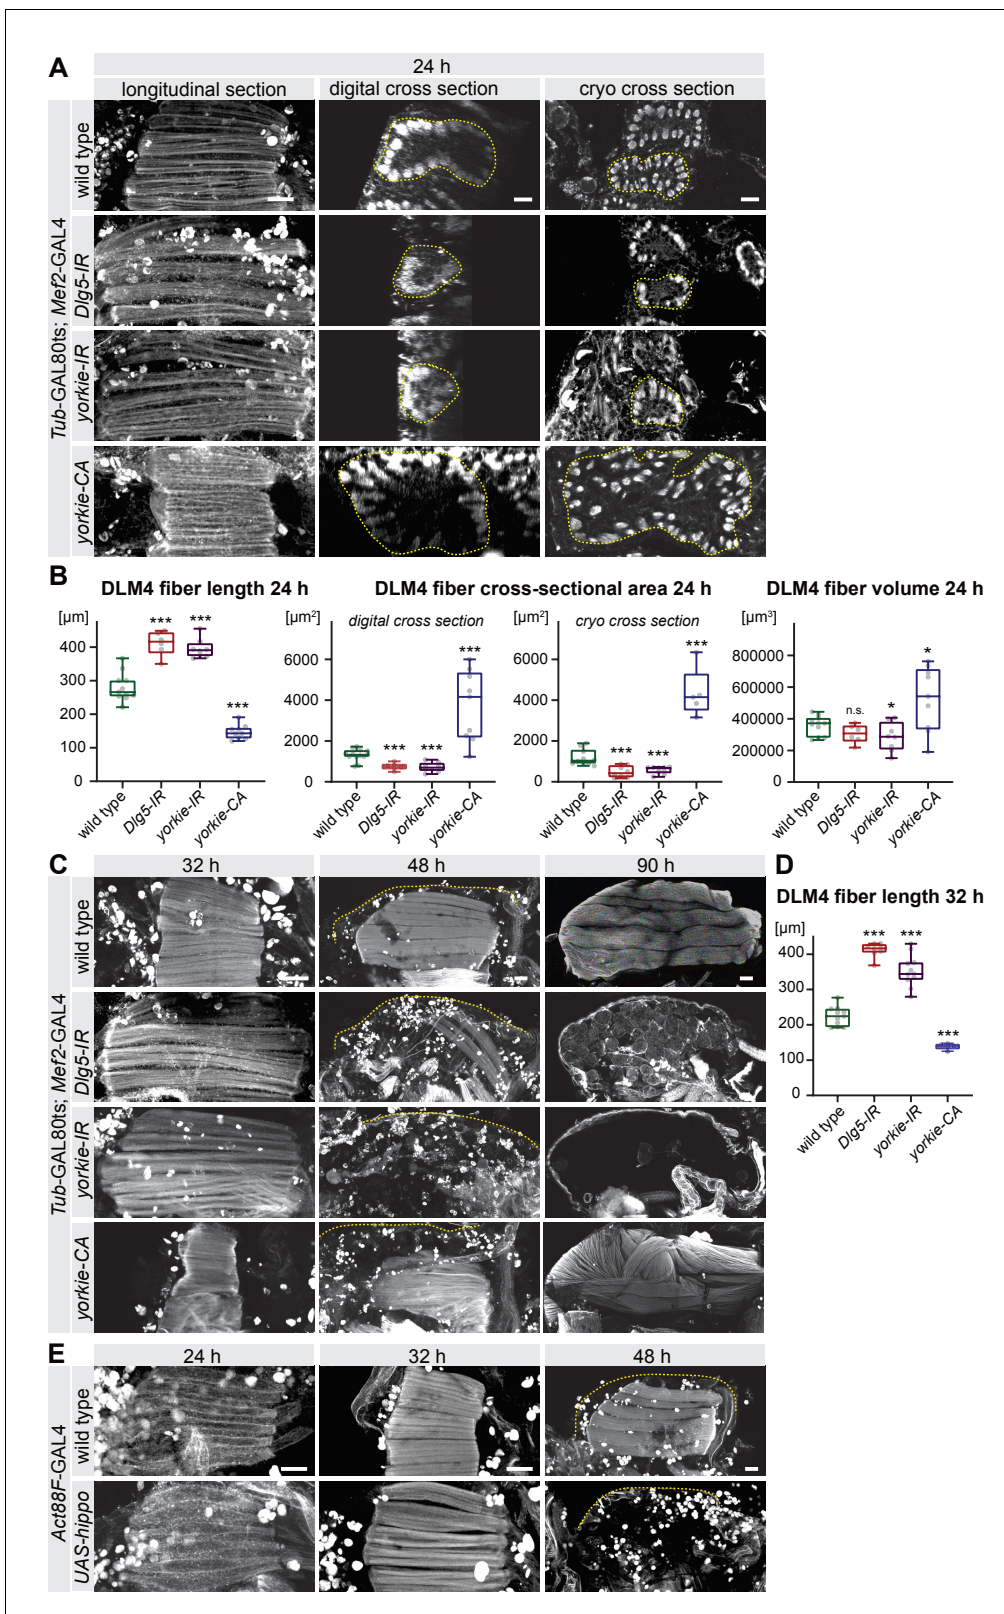 A
24 h
longitudinal section
digital cross section
cryo cross section
Tub-GAL80ts; Mef2-GAL4
wild type
Dlg5-IR
yorkie-IR
yorkie-CA
B
DLM4 fiber length 24 h
[µm]
400
300
200
100
0
***
***
***
wild type
Dlg5-IR
yorkie-IR
yorkie-CA
DLM4 fiber cross-sectional area 24 h
[µm²]
digital cross section
6000
4000
2000
0
***
***
***
wild type
Dlg5-IR
yorkie-IR
yorkie-CA
[µm²]
cryo cross section
6000
4000
2000
0
***
***
***
wild type
Dlg5-IR
yorkie-IR
yorkie-CA
DLM4 fiber volume 24 h
[µm³]
800000
600000
400000
200000
0
n.s.
*
*
wild type
Dlg5-IR
yorkie-IR
yorkie-CA
C
32 h
48 h
90 h
Tub-GAL80ts; Mef2-GAL4
wild type
Dlg5-IR
yorkie-IR
yorkie-CA
D
DLM4 fiber length 32 h
[µm]
400
300
200
100
0
***
***
***
wild type
Dlg5-IR
yorkie-IR
yorkie-CA
E
24 h
32 h
48 h
Act88F-GAL4
wild type
UAS-hippo